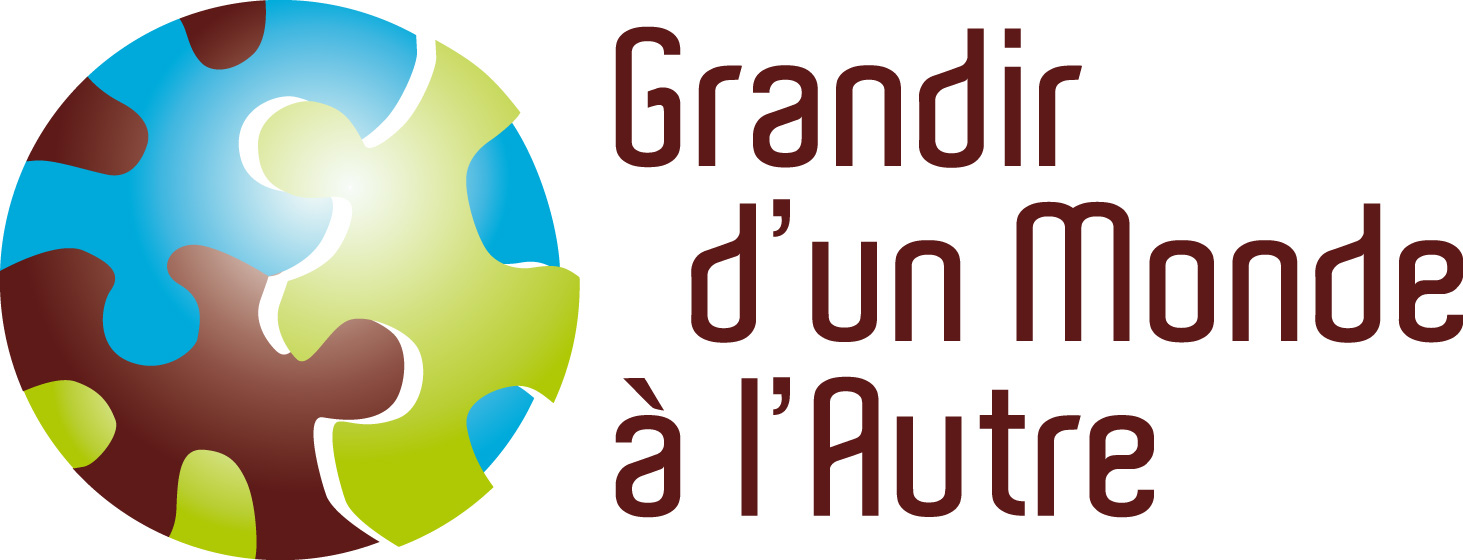 Grandir
d'un Monde
à l'Autre